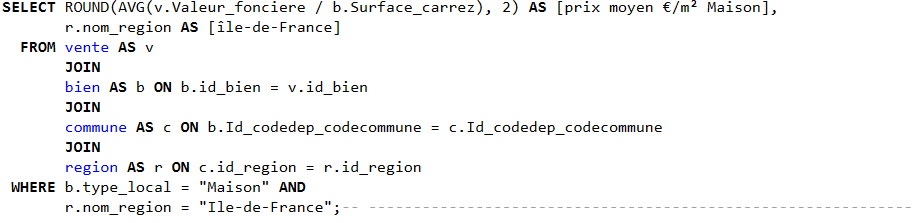 SELECT ROUND(AVG(v.Valeur_fonciere / b.Surface_carrez), 2) AS [prix moyen €/m² Maison],
r.nom_region AS [île-de-France]
FROM vente AS v
JOIN
bien AS b ON b.id_bien = v.id_bien
JOIN
commune AS c ON b.Id_codedep_codecommune = c.Id_codedep_codecommune
JOIN
region AS r ON c.id_region = r.id_region
WHERE b.type_local = "Maison" AND
r.nom_region = "Ile-de-France";-- ------------------------------------------------------------------